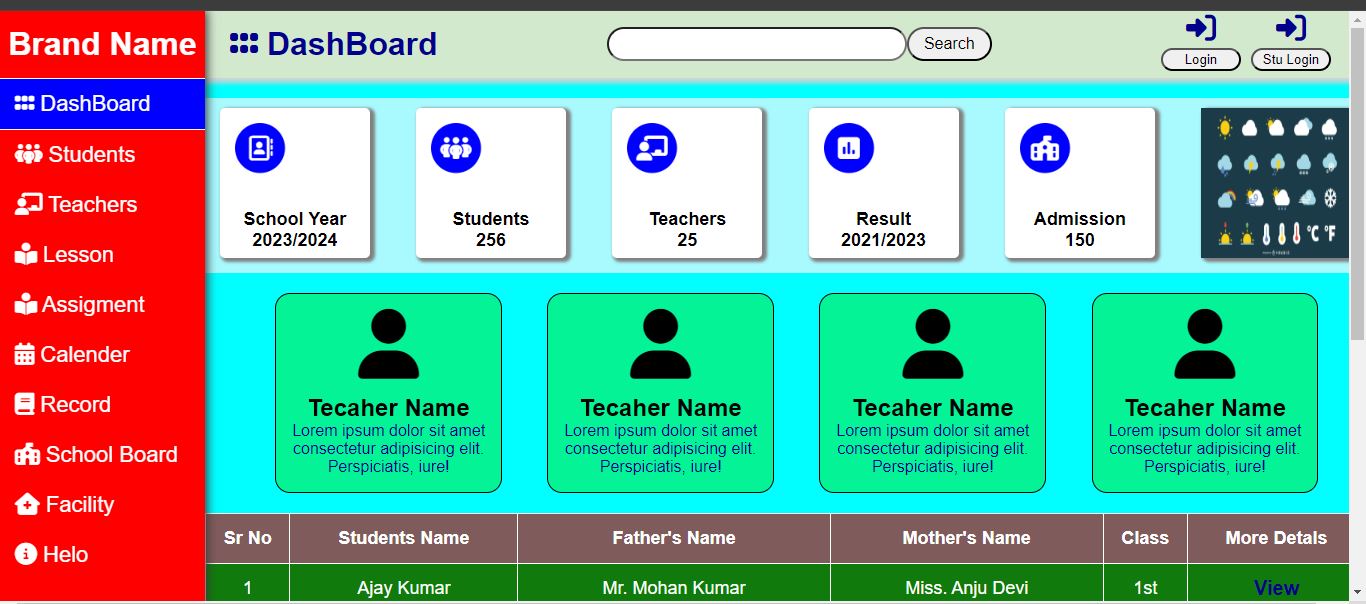 Brand Name
DashBoard
Search
Login
Stu Login
DashBoard
Students
Teachers
Lesson
Assigment
Calender
Record
School Board
Facility
Helo
School Year
2023/2024
Students
256
Teachers
25
Result
2021/2023
Admission
150
°C °F
Tecaher Name
Lorem ipsum dolor sit amet
consectetur adipisicing elit.
Perspiciatis, iure!
Tecaher Name
Lorem ipsum dolor sit amet
consectetur adipisicing elit.
Perspiciatis, iure!
Tecaher Name
Lorem ipsum dolor sit amet
consectetur adipisicing elit.
Perspiciatis, iure!
Tecaher Name
Lorem ipsum dolor sit amet
consectetur adipisicing elit.
Perspiciatis, iure!
Sr No Students Name Father's Name Mother's Name Class More Detals
1 Ajay Kumar Mr. Mohan Kumar Miss. Anju Devi 1st View